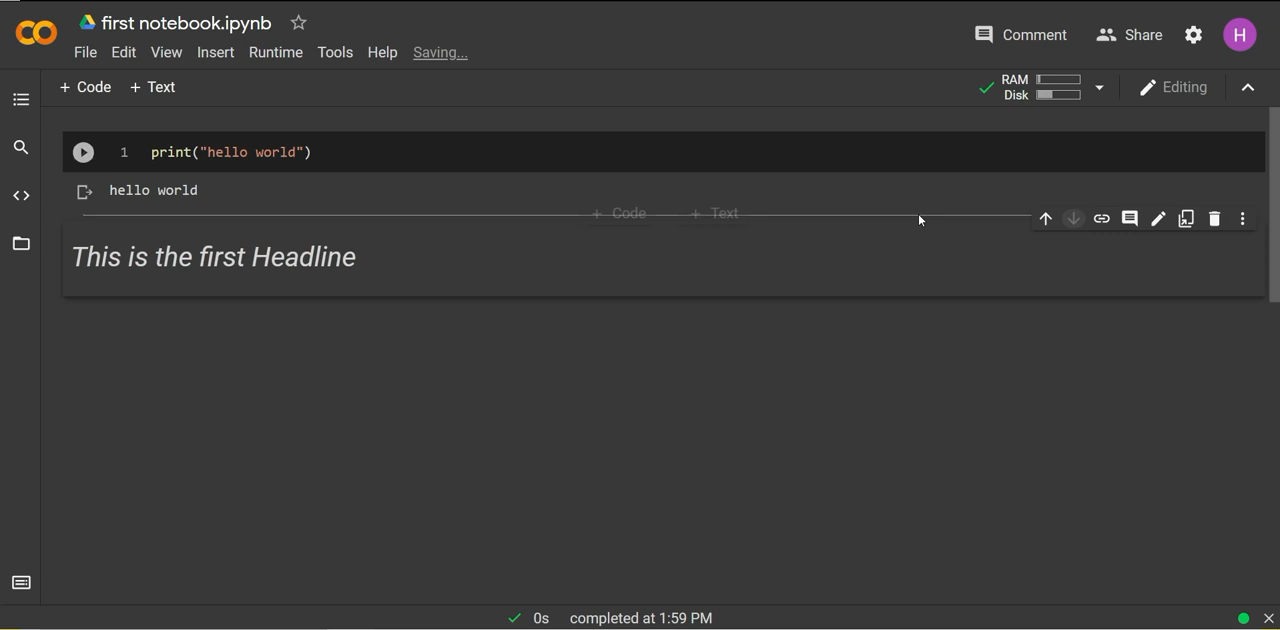 first notebook.ipynb
File Edit View Insert Runtime Tools Help Saving...
Comment Share H
+ Code + Text
RAM
Disk
Editing
1 print("hello world")
hello world
+ Code + Text
This is the first Headline
0s completed at 1:59 PM